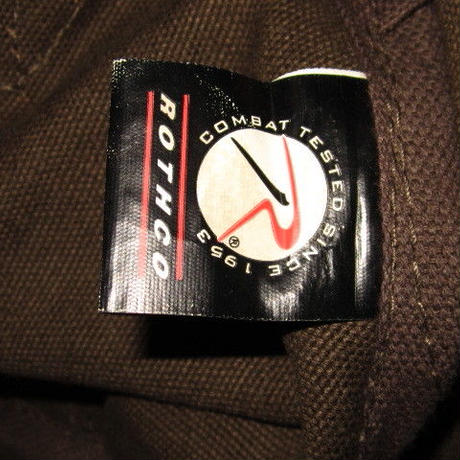 ROTHCO
COMBAT TESTED SINCE 1953
®